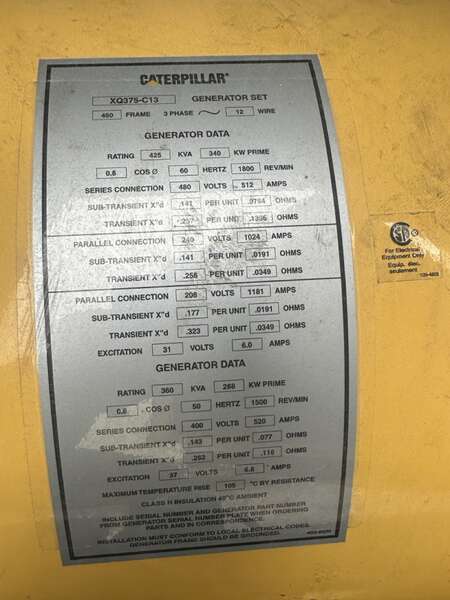 CATERPILLAR
XQ375-C13 GENERATOR SET
450 FRAME 3 PHASE 12 WIRE
GENERATOR DATA
RATING 425 KVA 340 KW PRIME
0.8 COS Ø 60 HERTZ 1800 REV/MIN
SERIES CONNECTION 480 VOLTS 512 AMPS
SUB-TRANSIENT X"d .141 PER UNIT .0764 OHMS
TRANSIENT X'd PER UNIT OHMS
PARALLEL CONNECTION 240 VOLTS 1024 AMPS
SUB-TRANSIENT X"d .141 PER UNIT .0191 OHMS
TRANSIENT X'd PER UNIT .0349 OHMS
PARALLEL CONNECTION 208 VOLTS 1181 AMPS
SUB-TRANSIENT X"d .177 PER UNIT .0191 OHMS
TRANSIENT X'd .323 PER UNIT .0349 OHMS
EXCITATION 31 VOLTS 6.0 AMPS
GENERATOR DATA
RATING 360 KVA 288 KW PRIME
0.8 COS Ø 50 HERTZ 1500 REV/MIN
SERIES CONNECTION 400 VOLTS 520 AMPS
SUB-TRANSIENT X"d .143 PER UNIT .077 OHMS
TRANSIENT X'd PER UNIT OHMS
EXCITATION 37 VOLTS AMPS
MAXIMUM TEMPERATURE RISE 105 °C BY RESISTANCE
CLASS H INSULATION 40°C AMBIENT
INCLUDE SERIAL NUMBER AND GENERATOR PART NUMBER
FROM GENERATOR SERIAL NUMBER PLATE WHEN ORDERING
PARTS AND IN CORRESPONDENCE.
INSTALLATION MUST CONFORM TO LOCAL ELECTRICAL CODES.
GENERATOR FRAME SHOULD BE GROUNDED.
For Electrical
Equipment Only
Equip. élec.
seulement